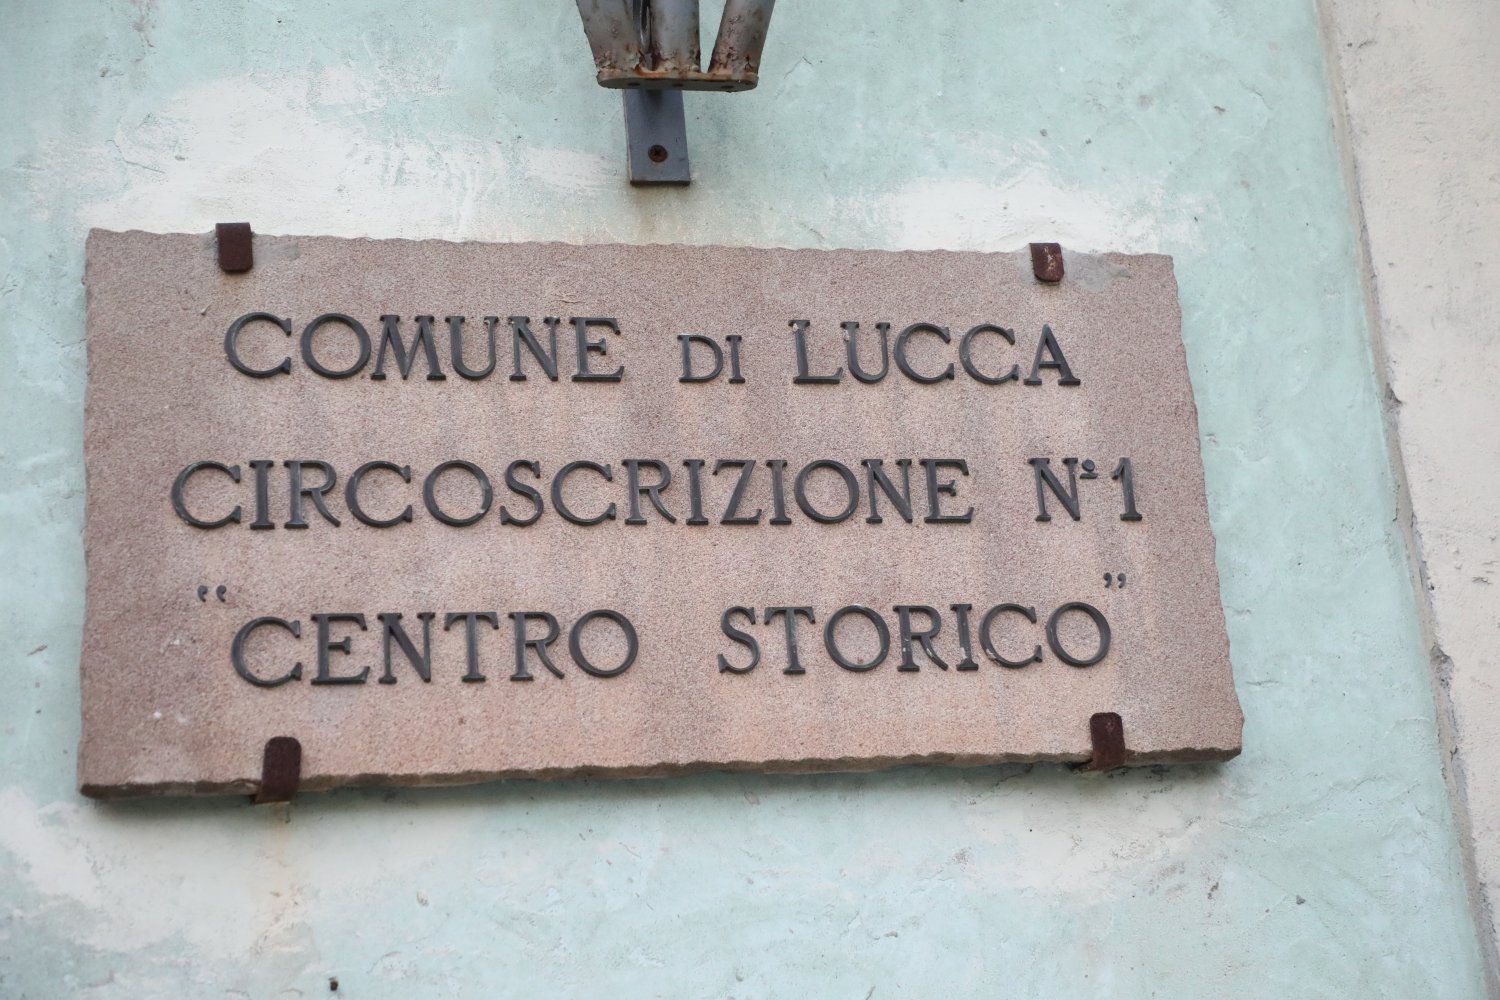 COMUNE DI LUCCA
CIRCOSCRIZIONE N.º 1
"CENTRO STORICO"